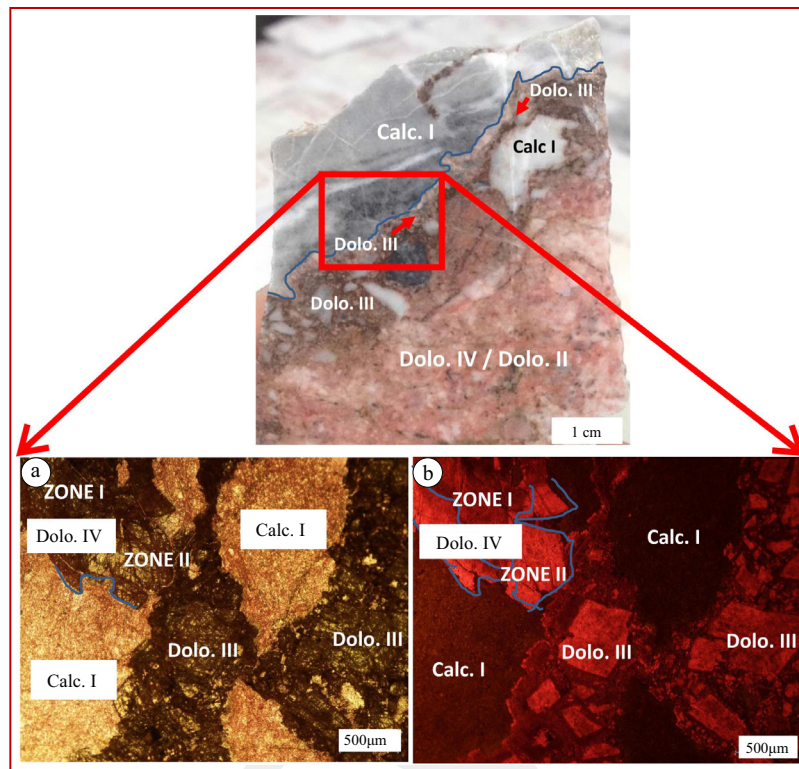 Dolo. III
Calc. I
Calc I
Dolo. III
Dolo. III
Dolo. IV / Dolo. II
1 cm
a
ZONE I
Dolo. IV
ZONE II
Calc. I
Dolo. III
Dolo. III
Calc. I
500μm
b
ZONE I
Dolo. IV
ZONE II
Calc. I
Dolo. III
Dolo. III
Calc. I
500μm